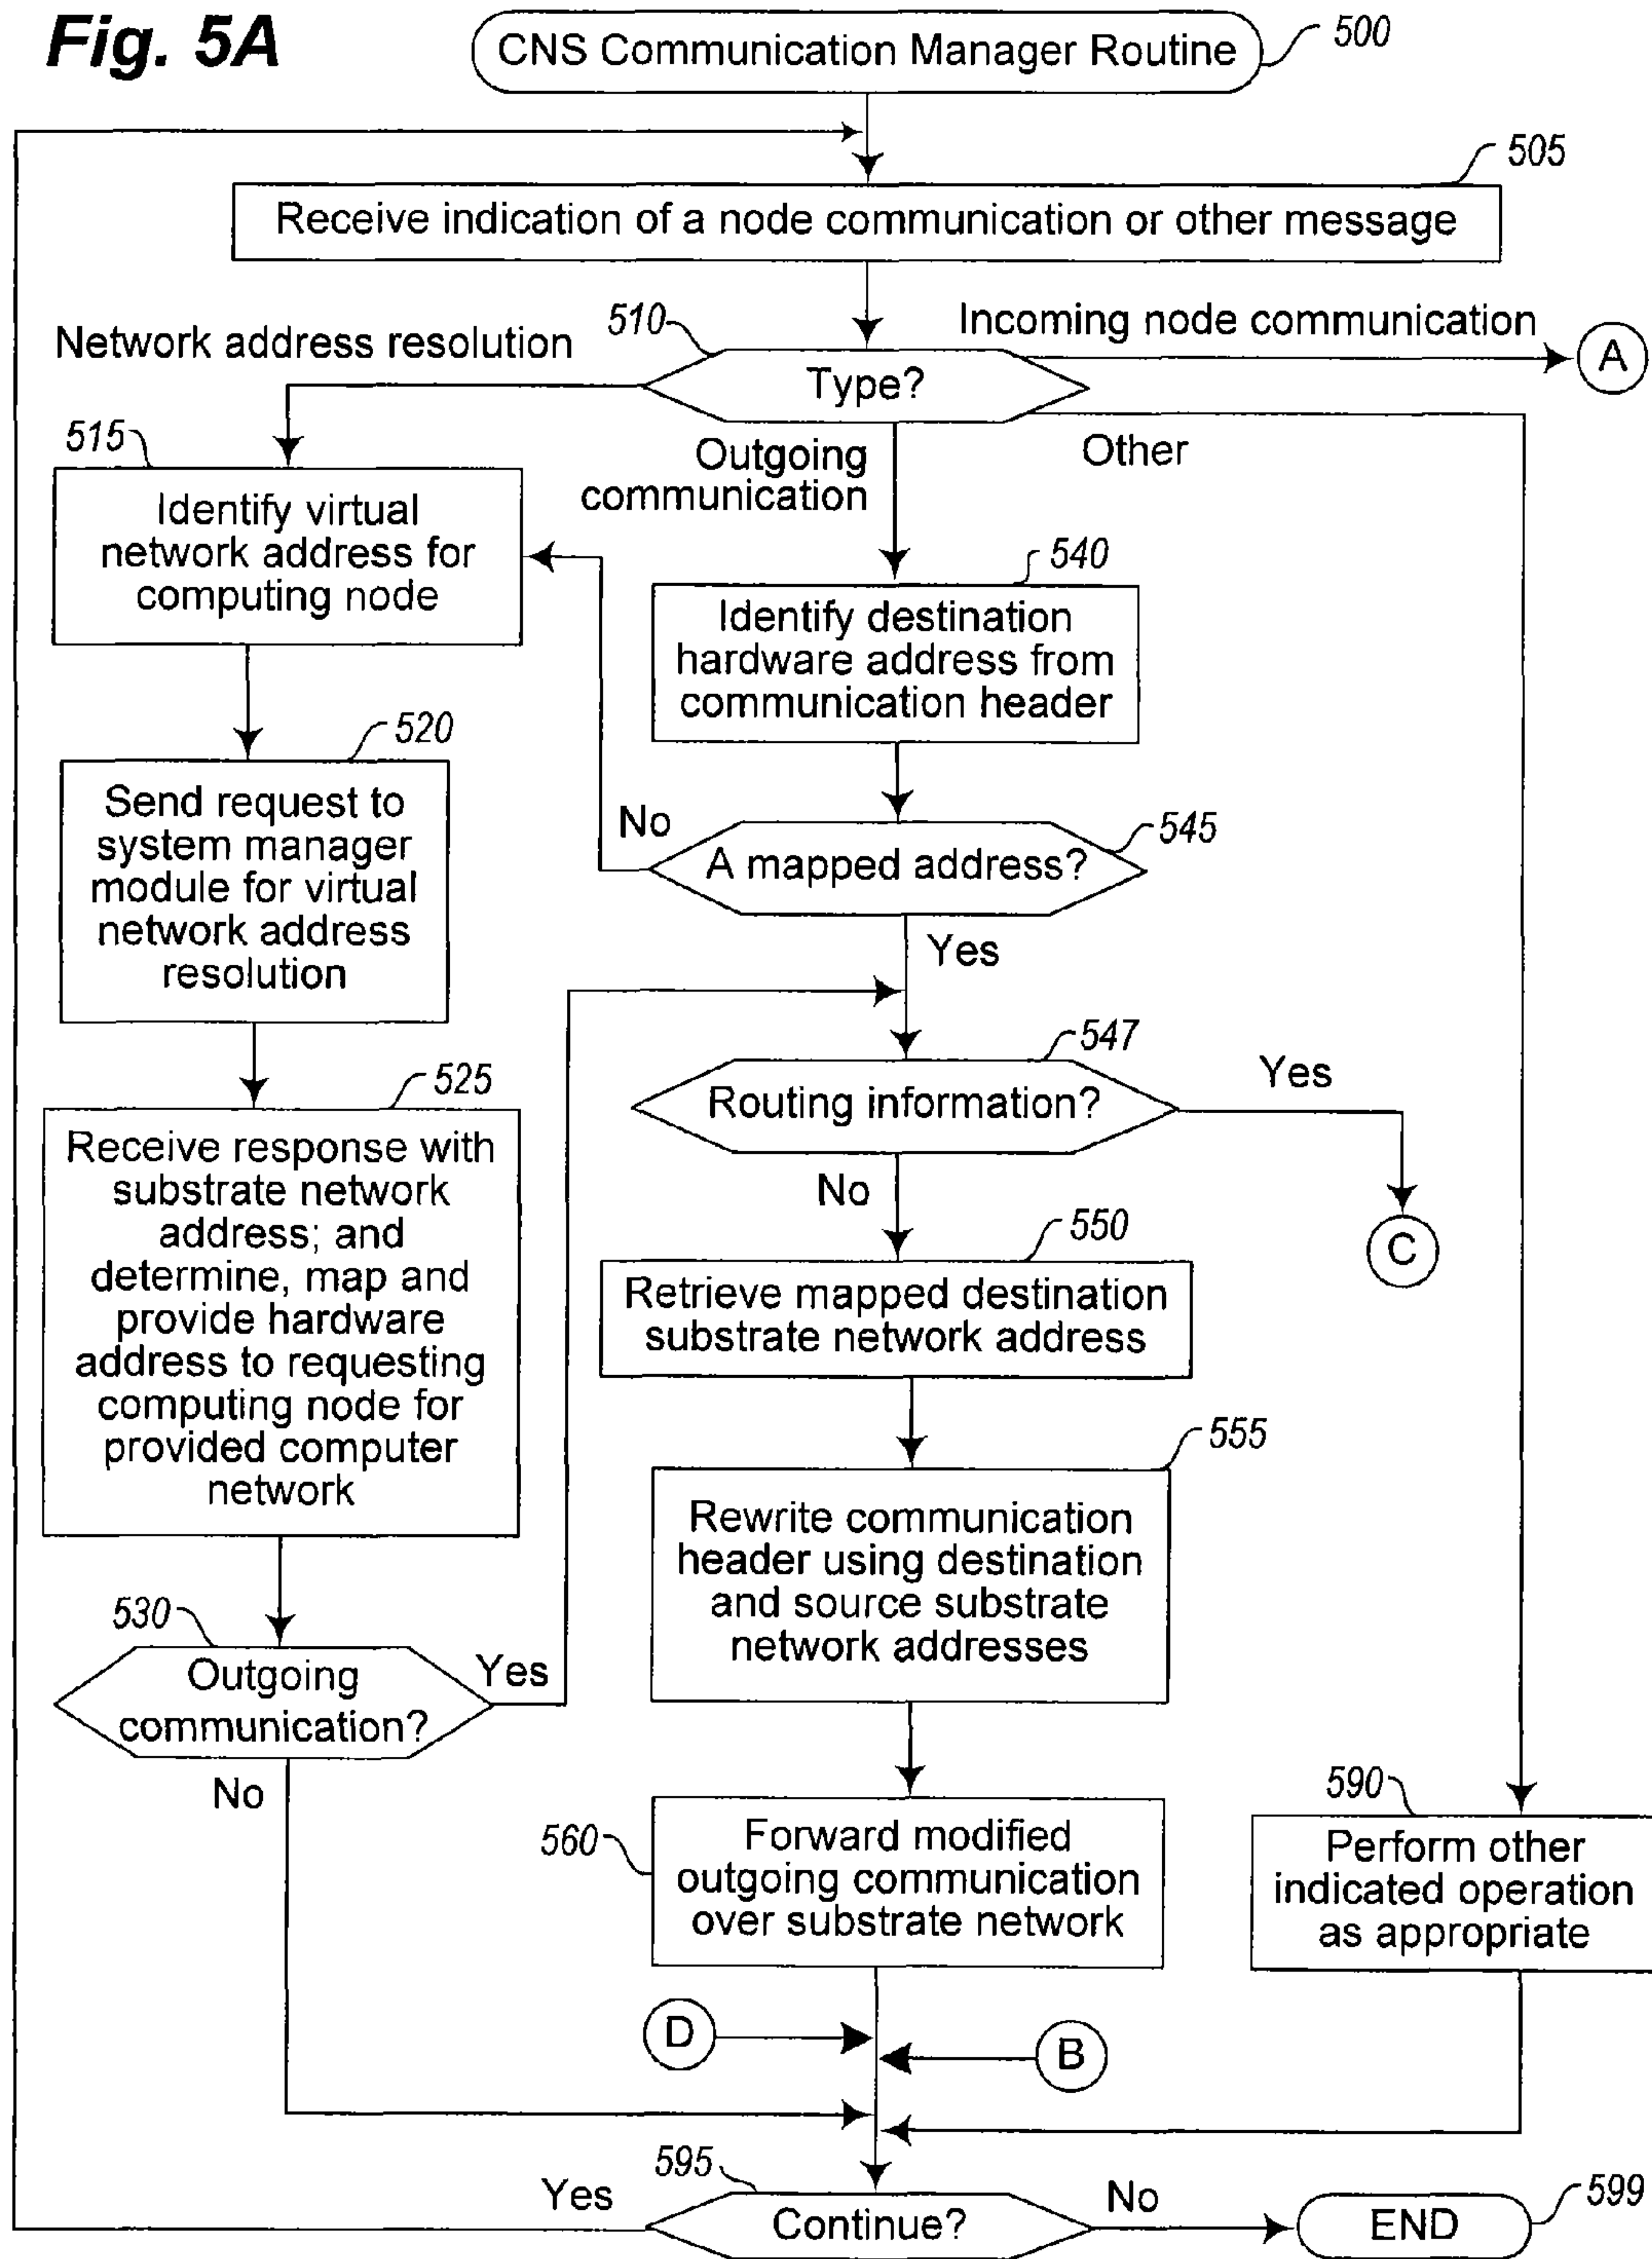 Fig. 5A
CNS Communication Manager Routine
500
505
Receive indication of a node communication or other message
510
Incoming node communication
A
Network address resolution
Type?
Other
Outgoing
communication
515
Identify virtual
network address for
computing node
540
Identify destination
hardware address from
communication header
520
Send request to
system manager
module for virtual
network address
resolution
No
545
A mapped address?
Yes
547
Routing information?
Yes
C
No
525
Receive response with
substrate network
address; and
determine, map and
provide hardware
address to requesting
computing node for
provided computer
network
550
Retrieve mapped destination
substrate network address
555
Rewrite communication
header using destination
and source substrate
network addresses
530
Outgoing
communication?
Yes
No
560
Forward modified
outgoing communication
over substrate network
590
Perform other
indicated operation
as appropriate
D
B
595
Yes
Continue?
No
END
599